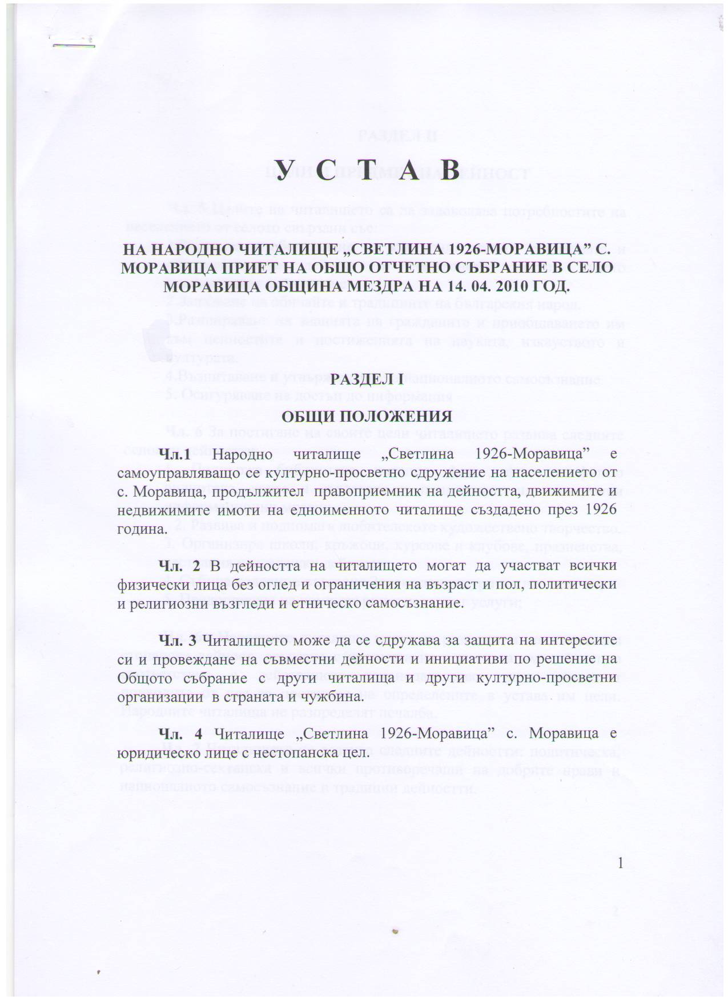 У С Т А В
НА НАРОДНО ЧИТАЛИЩЕ „СВЕТЛИНА 1926-МОРАВИЦА” С.
МОРАВИЦА ПРИЕТ НА ОБЩО ОТЧЕТНО СЪБРАНИЕ В СЕЛО
МОРАВИЦА ОБЩИНА МЕЗДРА НА 14. 04. 2010 ГОД.
РАЗДЕЛ I
ОБЩИ ПОЛОЖЕНИЯ
Чл.1 Народно читалище „Светлина 1926-Моравица” е
самоуправляващо се културно-просветно сдружение на населението от
с. Моравица, продължител правоприемник на дейността, движимите и
недвижимите имоти на едноименното читалище създадено през 1926
година.
Чл. 2 В дейността на читалището могат да участват всички
физически лица без оглед и ограничения на възраст и пол, политически
и религиозни възгледи и етническо самосъзнание.
Чл. 3 Читалището може да се сдружава за защита на интересите
си и провеждане на съвместни дейности и инициативи по решение на
Общото събрание с други читалища и други културно-просветни
организации в страната и чужбина.
Чл. 4 Читалище „Светлина 1926-Моравица” с. Моравица е
юридическо лице с нестопанска цел.
1